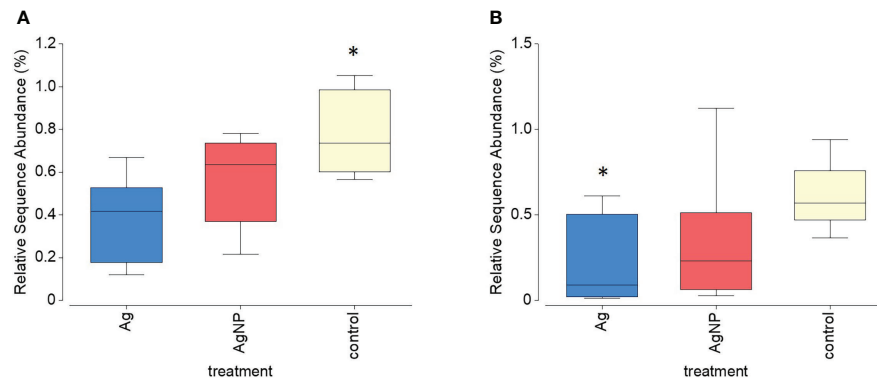 A
Relative Sequence Abundance (%)
1.2
1.0
0.8
0.6
0.4
0.2
0
*
Ag
AgNP
control
treatment
B
Relative Sequence Abundance (%)
1.5
1.0
0.5
0
*
Ag
AgNP
control
treatment